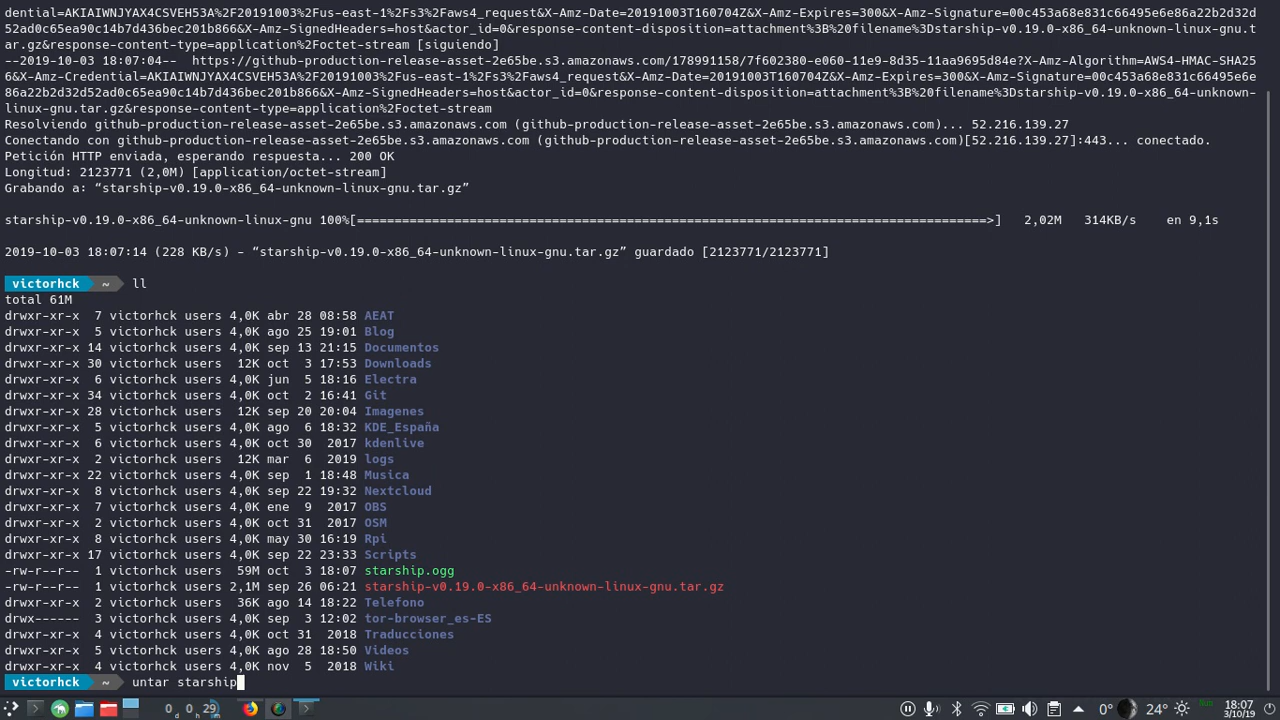 dential=AKIAIWNJYAX4CSVEH53A%2F20191003%2Fus-east-1%2Fs3%2Faws4_request&X-Amz-Date=20191003T160704Z&X-Amz-Expires=300&X-Amz-Signature=00c453a68e831c66495e6e86a22b2d32d
52ad0c65ea90c14b7d436bec201b866&X-Amz-SignedHeaders=host&actor_id=0&response-content-disposition=attachment%3B%20filename%3Dstarship-v0.19.0-x86_64-unknown-linux-gnu.t
ar.gz&response-content-type=application%2Foctet-stream [siguiendo]
--2019-10-03 18:07:04--  https://github-production-release-asset-2e65be.s3.amazonaws.com/178991158/7f602380-e060-11e9-8d35-11aa9695d84e?X-Amz-Algorithm=AWS4-HMAC-SHA25
6&X-Amz-Credential=AKIAIWNJYAX4CSVEH53A%2F20191003%2Fus-east-1%2Fs3%2Faws4_request&X-Amz-Date=20191003T160704Z&X-Amz-Expires=300&X-Amz-Signature=00c453a68e831c66495e6e
86a22b2d32d52ad0c65ea90c14b7d436bec201b866&X-Amz-SignedHeaders=host&actor_id=0&response-content-disposition=attachment%3B%20filename%3Dstarship-v0.19.0-x86_64-unknown-
linux-gnu.tar.gz&response-content-type=application%2Foctet-stream
Resolviendo github-production-release-asset-2e65be.s3.amazonaws.com (github-production-release-asset-2e65be.s3.amazonaws.com)... 52.216.139.27
Conectando con github-production-release-asset-2e65be.s3.amazonaws.com (github-production-release-asset-2e65be.s3.amazonaws.com)[52.216.139.27]:443... conectado.
Petición HTTP enviada, esperando respuesta... 200 OK
Longitud: 2123771 (2,0M) [application/octet-stream]
Grabando a: “starship-v0.19.0-x86_64-unknown-linux-gnu.tar.gz”
starship-v0.19.0-x86_64-unknown-linux-gnu 100%[=====================================================================================>]   2,02M   314KB/s    en 9,1s
2019-10-03 18:07:14 (228 KB/s) - “starship-v0.19.0-x86_64-unknown-linux-gnu.tar.gz” guardado [2123771/2123771]
victorhck ~ ll
total 61M
drwxr-xr-x  7 victorhck users 4,0K abr 28 08:58 AEAT
drwxr-xr-x  5 victorhck users 4,0K ago 25 19:01 Blog
drwxr-xr-x 14 victorhck users 4,0K sep 13 21:15 Documentos
drwxr-xr-x 30 victorhck users  12K oct  3 17:53 Downloads
drwxr-xr-x  6 victorhck users 4,0K jun  5 18:16 Electra
drwxr-xr-x 34 victorhck users 4,0K oct  2 16:41 Git
drwxr-xr-x 28 victorhck users  12K sep 20 20:04 Imagenes
drwxr-xr-x  5 victorhck users 4,0K ago  6 18:32 KDE_España
drwxr-xr-x  6 victorhck users 4,0K oct 30  2017 kdenlive
drwxr-xr-x  2 victorhck users  12K mar  6  2019 logs
drwxr-xr-x 22 victorhck users 4,0K sep  1 18:48 Musica
drwxr-xr-x  8 victorhck users 4,0K sep 22 19:32 Nextcloud
drwxr-xr-x  7 victorhck users 4,0K ene  9  2017 OBS
drwxr-xr-x  2 victorhck users 4,0K oct 31  2017 OSM
drwxr-xr-x  8 victorhck users 4,0K may 30 16:19 Rpi
drwxr-xr-x 17 victorhck users 4,0K sep 22 23:33 Scripts
-rw-r--r--  1 victorhck users  59M oct  3 18:07 starship.ogg
-rw-r--r--  1 victorhck users 2,1M sep 26 06:21 starship-v0.19.0-x86_64-unknown-linux-gnu.tar.gz
drwxr-xr-x  2 victorhck users  36K ago 14 18:22 Telefono
drwx------  3 victorhck users 4,0K sep  3 12:02 tor-browser_es-ES
drwxr-xr-x  4 victorhck users 4,0K oct 31  2018 Traducciones
drwxr-xr-x  5 victorhck users 4,0K ago 28 18:50 Videos
drwxr-xr-x  4 victorhck users 4,0K nov  5  2018 Wiki
victorhck ~ untar starship
0d 0h 29 0° 24° 18:07
3/10/19